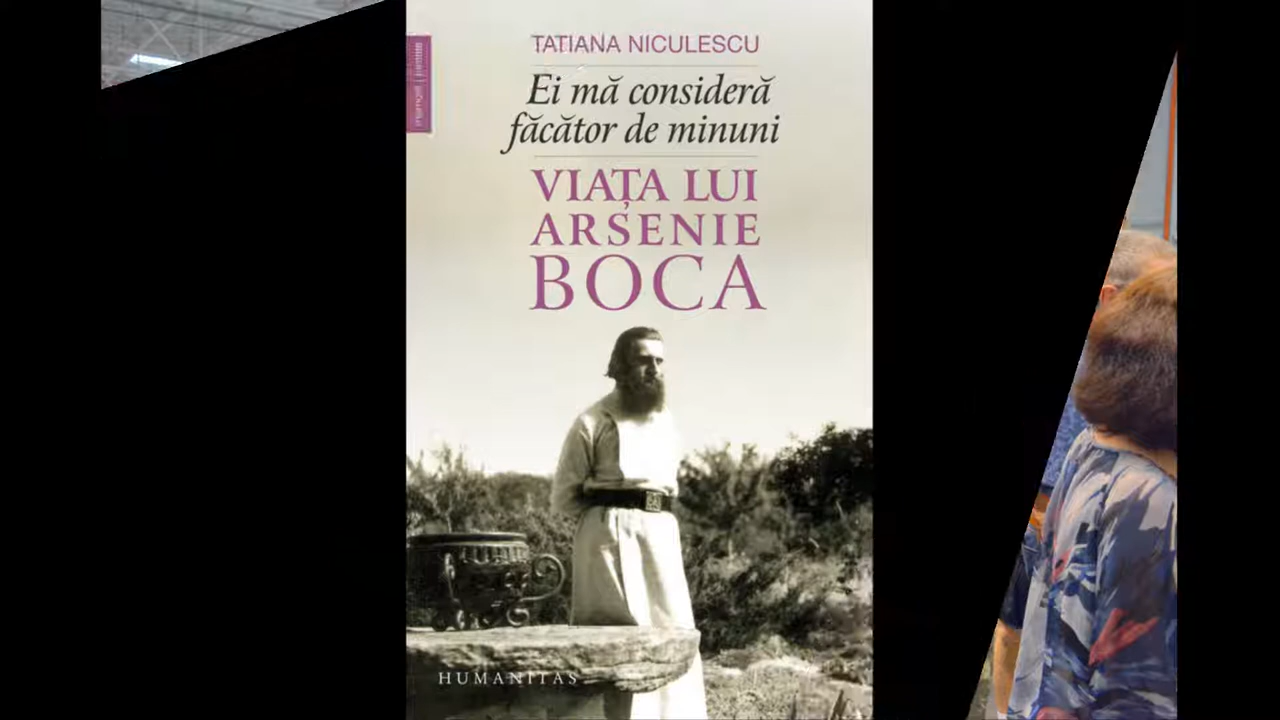 TATIANA NICULESCU
Ei mă consideră
făcător de minuni
VIAȚA LUI
ARSENIE
BOCA
HUMANITAS